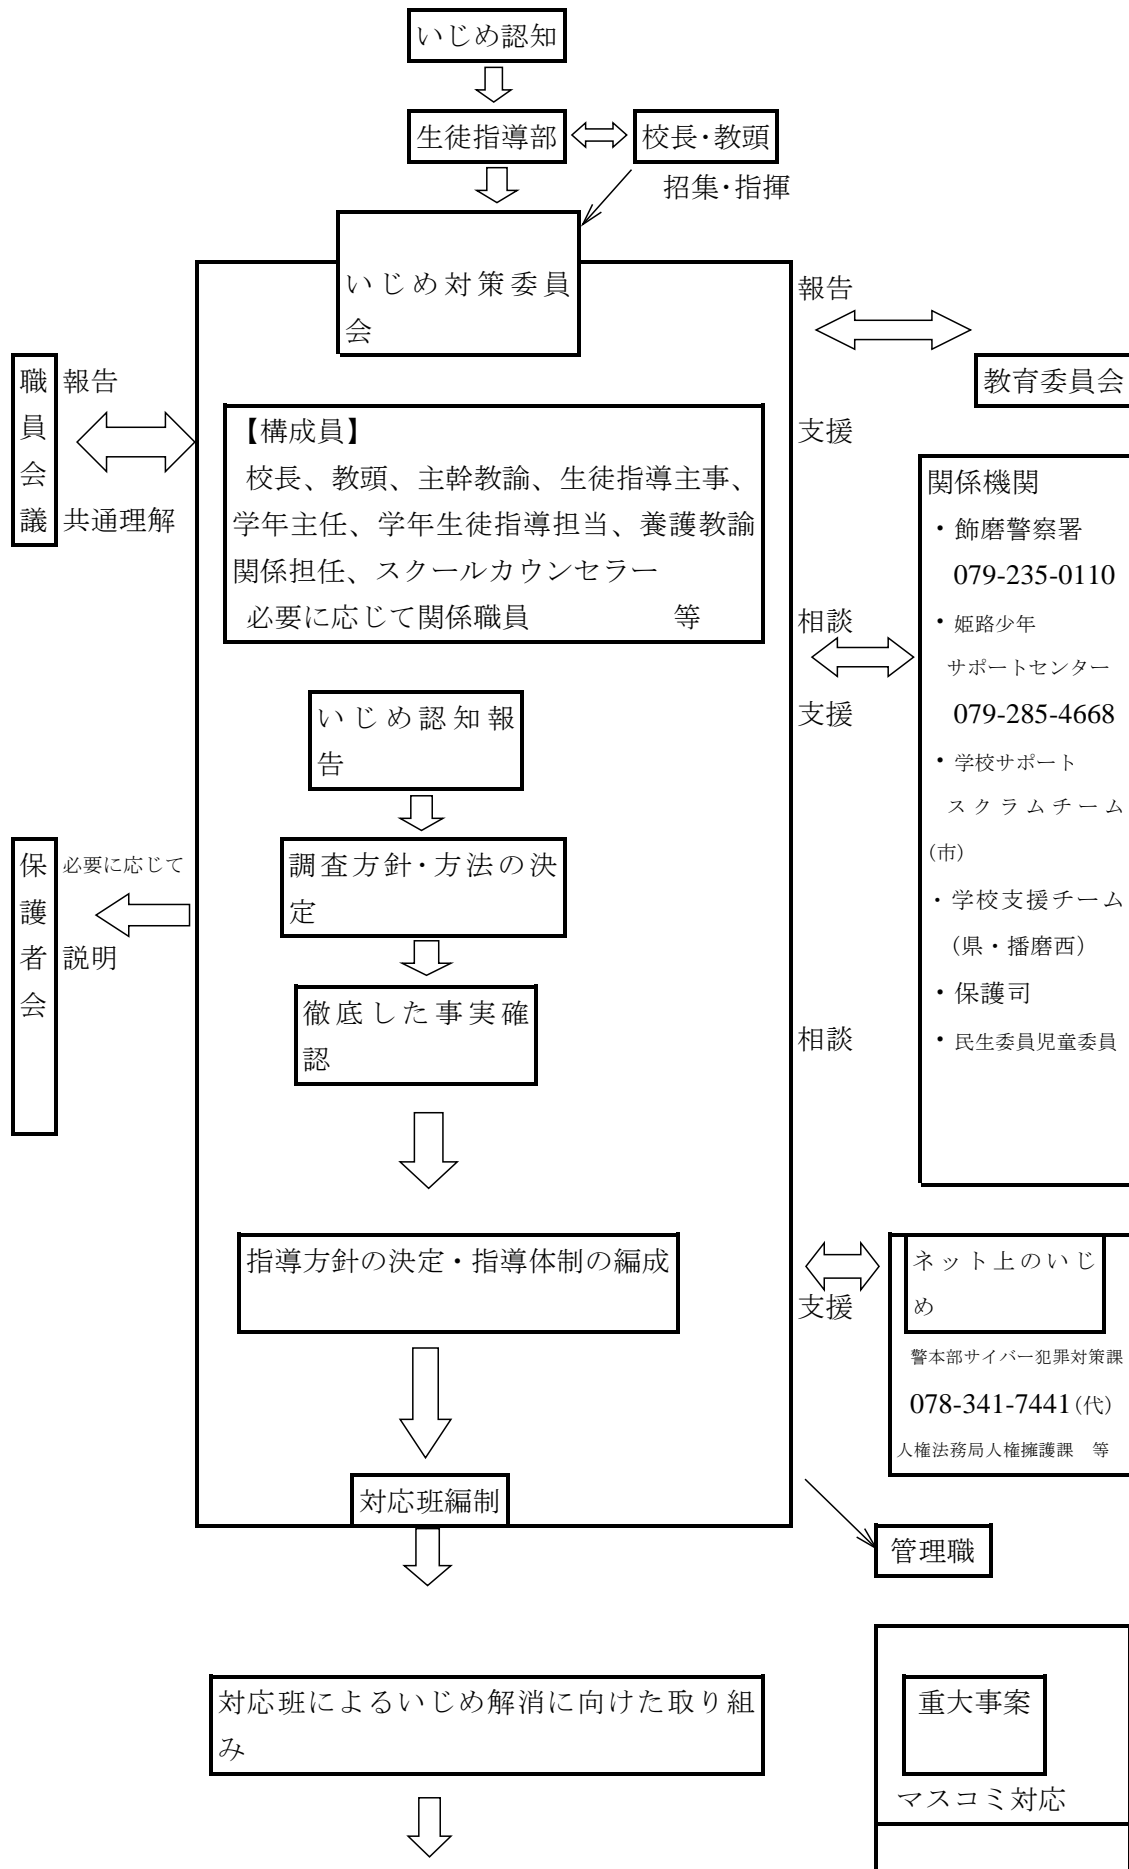 いじめ認知
生徒指導部
校長・教頭
招集・指揮
いじめ対策委員
会
報告
教育委員会
支援
職員会議
報告
共通理解
【構成員】
校長、教頭、主幹教諭、生徒指導主事、
学年主任、学年生徒指導担当、養護教諭
関係担任、スクールカウンセラー
必要に応じて関係職員 等
相談
支援
相談
関係機関
・飾磨警察署
079-235-0110
・姫路少年
サポートセンター
079-285-4668
・学校サポート
スクラムチーム
(市)
・学校支援チーム
(県・播磨西)
・保護司
・民生委員児童委員
いじめ認知報
告
調査方針・方法の決
定
徹底した事実確
認
保護者会
必要に応じて
説明
指導方針の決定・指導体制の編成
支援
ネット上のいじ
め
警本部サイバー犯罪対策課
078-341-7441(代)
人権法務局人権擁護課 等
対応班編制
管理職
対応班によるいじめ解消に向けた取り組
み
重大事案
マスコミ対応